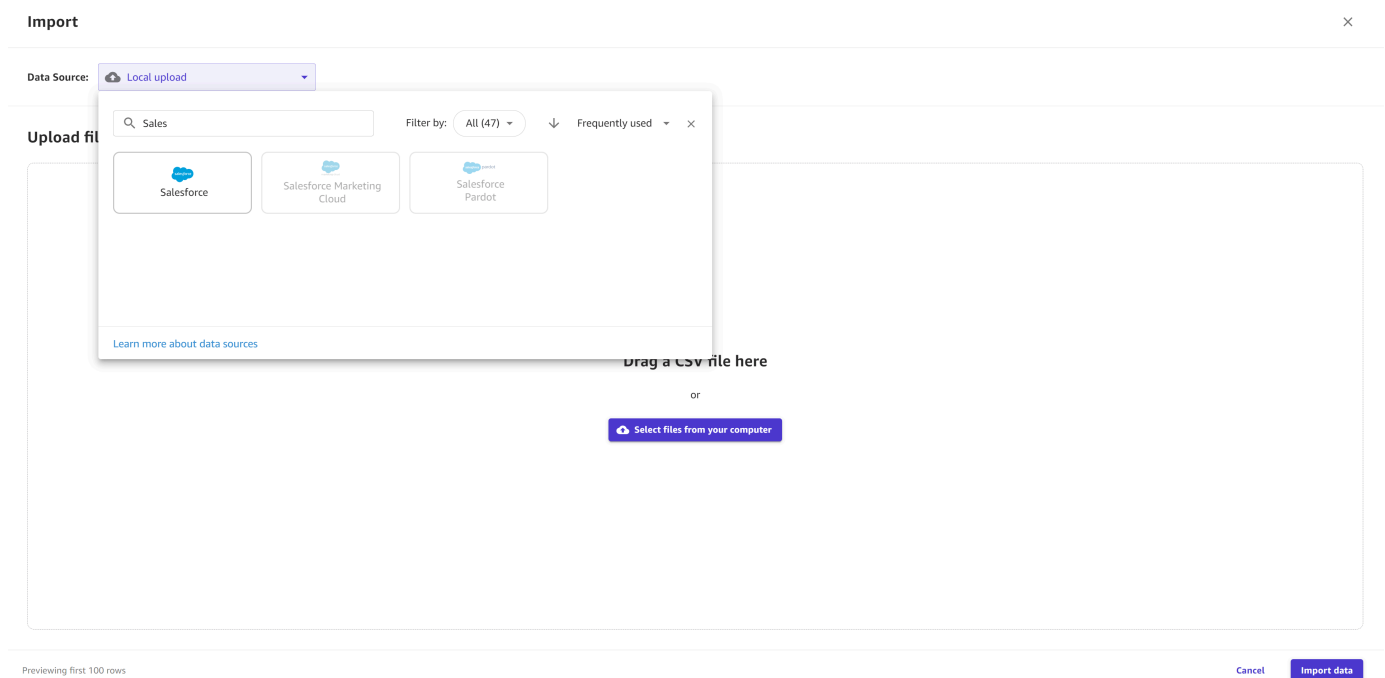 Import
Data Source:
Local upload
Sales
Filter by:
All (47)
Frequently used
Upload fil
salesforce
Salesforce
Salesforce Marketing
Cloud
Salesforce
Pardot
Learn more about data sources
Drag a CSV file here
or
Select files from your computer
Previewing first 100 rows
Cancel
Import data